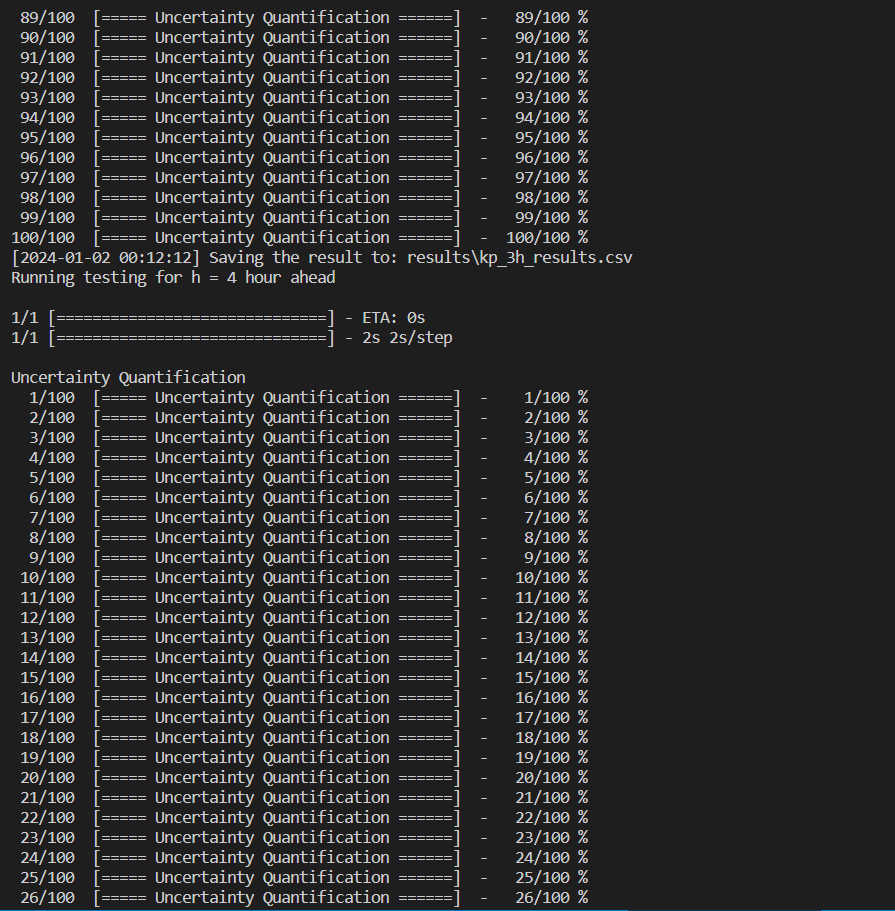 89/100 [===== Uncertainty Quantification ======] - 89/100 %
90/100 [===== Uncertainty Quantification ======] - 90/100 %
91/100 [===== Uncertainty Quantification ======] - 91/100 %
92/100 [===== Uncertainty Quantification ======] - 92/100 %
93/100 [===== Uncertainty Quantification ======] - 93/100 %
94/100 [===== Uncertainty Quantification ======] - 94/100 %
95/100 [===== Uncertainty Quantification ======] - 95/100 %
96/100 [===== Uncertainty Quantification ======] - 96/100 %
97/100 [===== Uncertainty Quantification ======] - 97/100 %
98/100 [===== Uncertainty Quantification ======] - 98/100 %
99/100 [===== Uncertainty Quantification ======] - 99/100 %
100/100 [===== Uncertainty Quantification ======] - 100/100 %
[2024-01-02 00:12:12] Saving the result to: results\kp_3h_results.csv
Running testing for h = 4 hour ahead
1/1 [==============================] - ETA: 0s
1/1 [==============================] - 2s 2s/step
Uncertainty Quantification
1/100 [===== Uncertainty Quantification ======] - 1/100 %
2/100 [===== Uncertainty Quantification ======] - 2/100 %
3/100 [===== Uncertainty Quantification ======] - 3/100 %
4/100 [===== Uncertainty Quantification ======] - 4/100 %
5/100 [===== Uncertainty Quantification ======] - 5/100 %
6/100 [===== Uncertainty Quantification ======] - 6/100 %
7/100 [===== Uncertainty Quantification ======] - 7/100 %
8/100 [===== Uncertainty Quantification ======] - 8/100 %
9/100 [===== Uncertainty Quantification ======] - 9/100 %
10/100 [===== Uncertainty Quantification ======] - 10/100 %
11/100 [===== Uncertainty Quantification ======] - 11/100 %
12/100 [===== Uncertainty Quantification ======] - 12/100 %
13/100 [===== Uncertainty Quantification ======] - 13/100 %
14/100 [===== Uncertainty Quantification ======] - 14/100 %
15/100 [===== Uncertainty Quantification ======] - 15/100 %
16/100 [===== Uncertainty Quantification ======] - 16/100 %
17/100 [===== Uncertainty Quantification ======] - 17/100 %
18/100 [===== Uncertainty Quantification ======] - 18/100 %
19/100 [===== Uncertainty Quantification ======] - 19/100 %
20/100 [===== Uncertainty Quantification ======] - 20/100 %
21/100 [===== Uncertainty Quantification ======] - 21/100 %
22/100 [===== Uncertainty Quantification ======] - 22/100 %
23/100 [===== Uncertainty Quantification ======] - 23/100 %
24/100 [===== Uncertainty Quantification ======] - 24/100 %
25/100 [===== Uncertainty Quantification ======] - 25/100 %
26/100 [===== Uncertainty Quantification ======] - 26/100 %